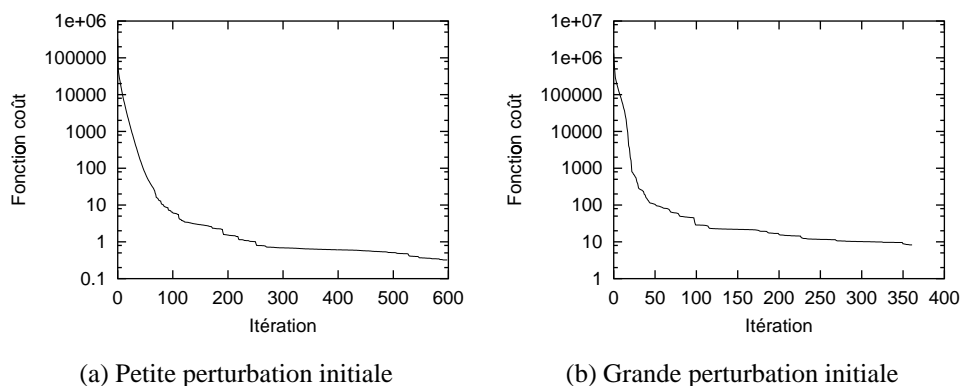 1e+06
100000
10000
1000
100
10
1
0.1
Fonction coût
0 100 200 300 400 500 600
Itération
(a) Petite perturbation initiale
1e+07
1e+06
100000
10000
1000
100
10
1
Fonction coût
0 50 100 150 200 250 300 350 400
Itération
(b) Grande perturbation initiale